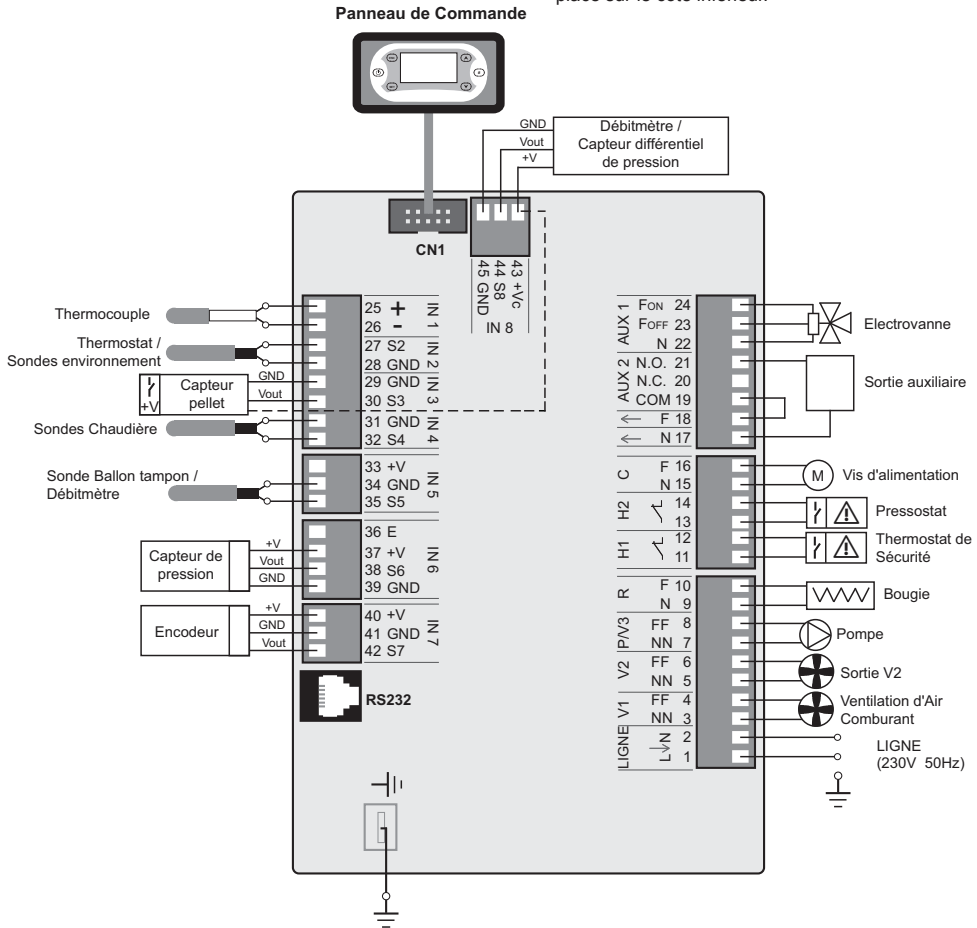 placé sur le côté inférieur.
Panneau de Commande
GND
Vout
+V
Débitmètre /
Capteur différentiel
de pression
CN1
43 +Vc
44 S8
45 GND
IN 8
Thermocouple
25 +
26 -
IN 1
Thermostat /
Sondes environnement
27 S2
28 GND
IN 2
Capteur
pellet
+V
GND
Vout
29 GND
30 S3
IN 3
Sondes Chaudière
31 GND
32 S4
IN 4
Sonde Ballon tampon /
Débitmètre
33 +V
34 GND
35 S5
IN 5
Capteur de
pression
+V
Vout
GND
36 E
37 +V
38 S6
39 GND
IN 6
Encodeur
+V
GND
Vout
40 +V
41 GND
42 S7
IN 7
RS232
AUX 1
FON 24
FOFF 23
N 22
Electrovanne
AUX 2
N.O. 21
N.C. 20
COM 19
F 18
N 17
Sortie auxiliaire
C
F 16
N 15
M
Vis d'alimentation
H2
14
13
Pressostat
H1
12
11
Thermostat de
Sécurité
R
F 10
N 9
Bougie
P/V3
FF 8
NN 7
Pompe
V2
FF 6
NN 5
Sortie V2
V1
FF 4
NN 3
Ventilation d'Air
Comburant
LIGNE
N 2
L 1
LIGNE
(230V 50Hz)